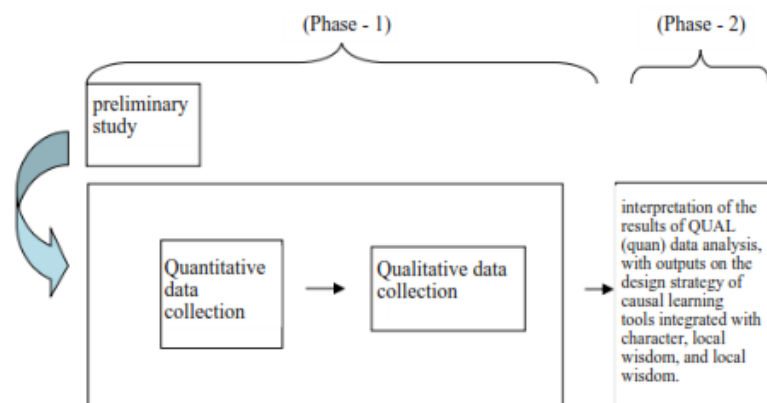 (Phase - 1)
(Phase - 2)
preliminary
study
Quantitative
data
collection
Qualitative data
collection
interpretation of the
results of QUAL
(quan) data analysis,
with outputs on the
design strategy of
causal learning
tools integrated with
character, local
wisdom, and local
wisdom.